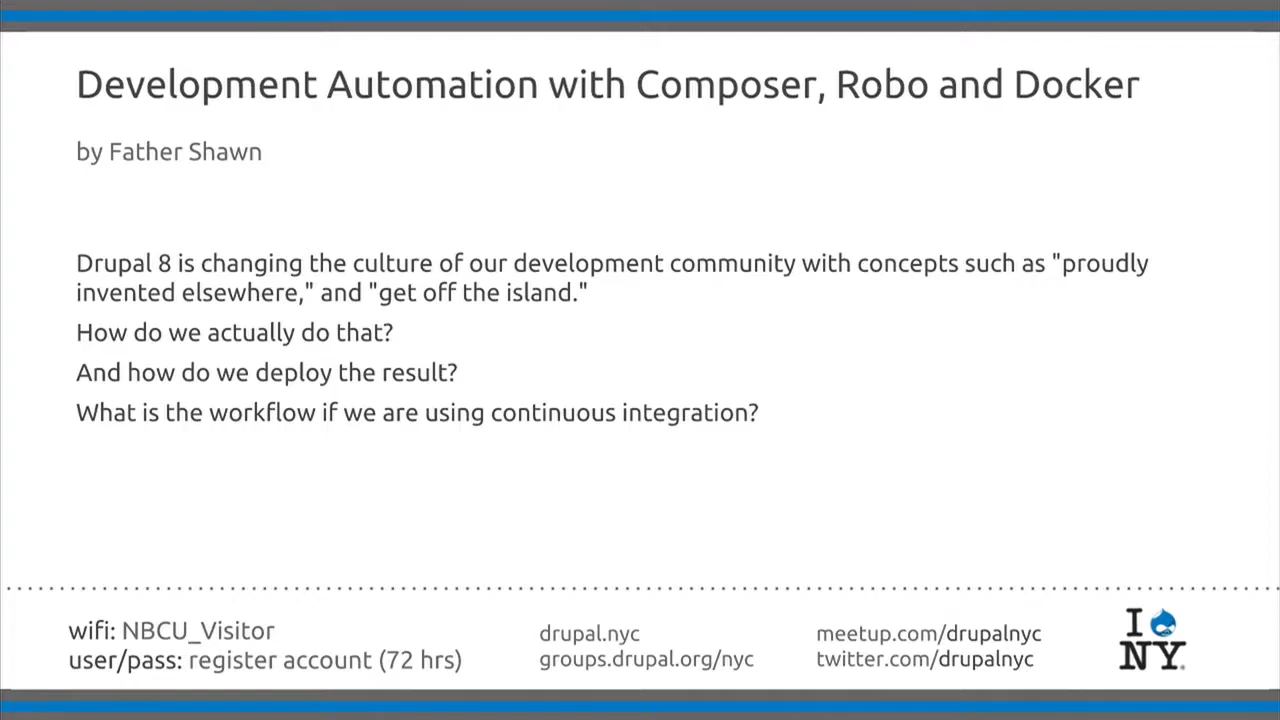 Development Automation with Composer, Robo and Docker
by Father Shawn
Drupal 8 is changing the culture of our development community with concepts such as "proudly
invented elsewhere," and "get off the island."
How do we actually do that?
And how do we deploy the result?
What is the workflow if we are using continuous integration?
wifi: NBCU_Visitor
user/pass: register account (72 hrs)
drupal.nyc
groups.drupal.org/nyc
meetup.com/drupalnyc
twitter.com/drupalnyc
I
NY